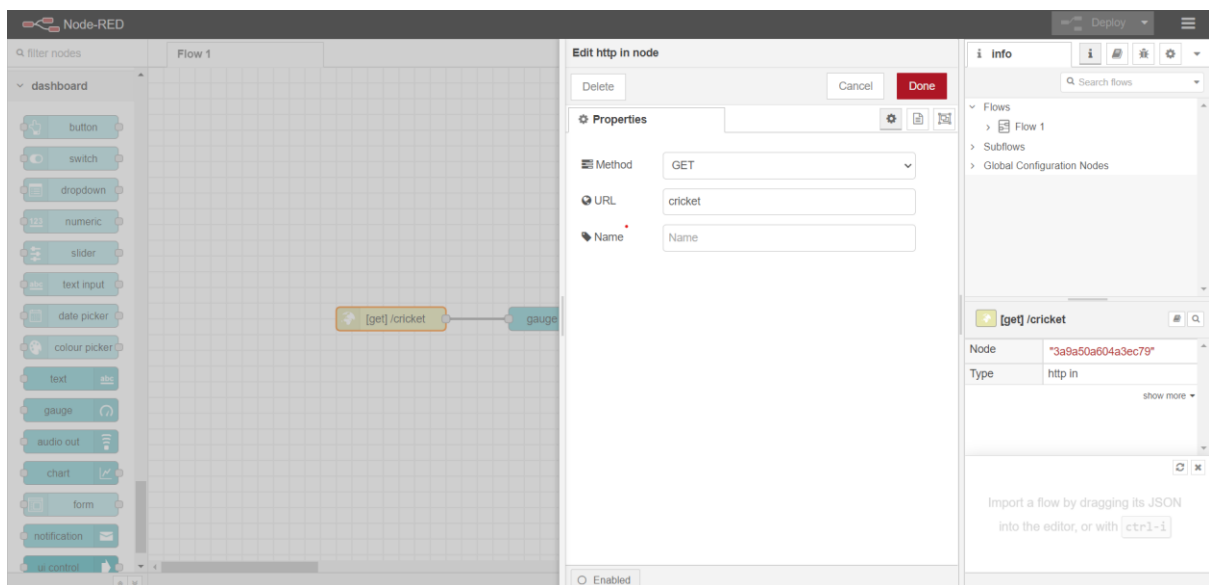 Node-RED
Deploy
filter nodes
dashboard
button
switch
dropdown
numeric
slider
text input
date picker
colour picker
text
gauge
audio out
chart
form
notification
ui control
Flow 1
[get] /cricket
gauge
Edit http in node
Delete
Cancel
Done
Properties
Method
GET
URL
cricket
Name
Name
Enabled
i info
i
Search flows
Flows
Flow 1
Subflows
Global Configuration Nodes
[get] /cricket
Node
"3a9a50a604a3ec79"
Type
http in
show more
Import a flow by dragging its JSON
into the editor, or with ctrl-i